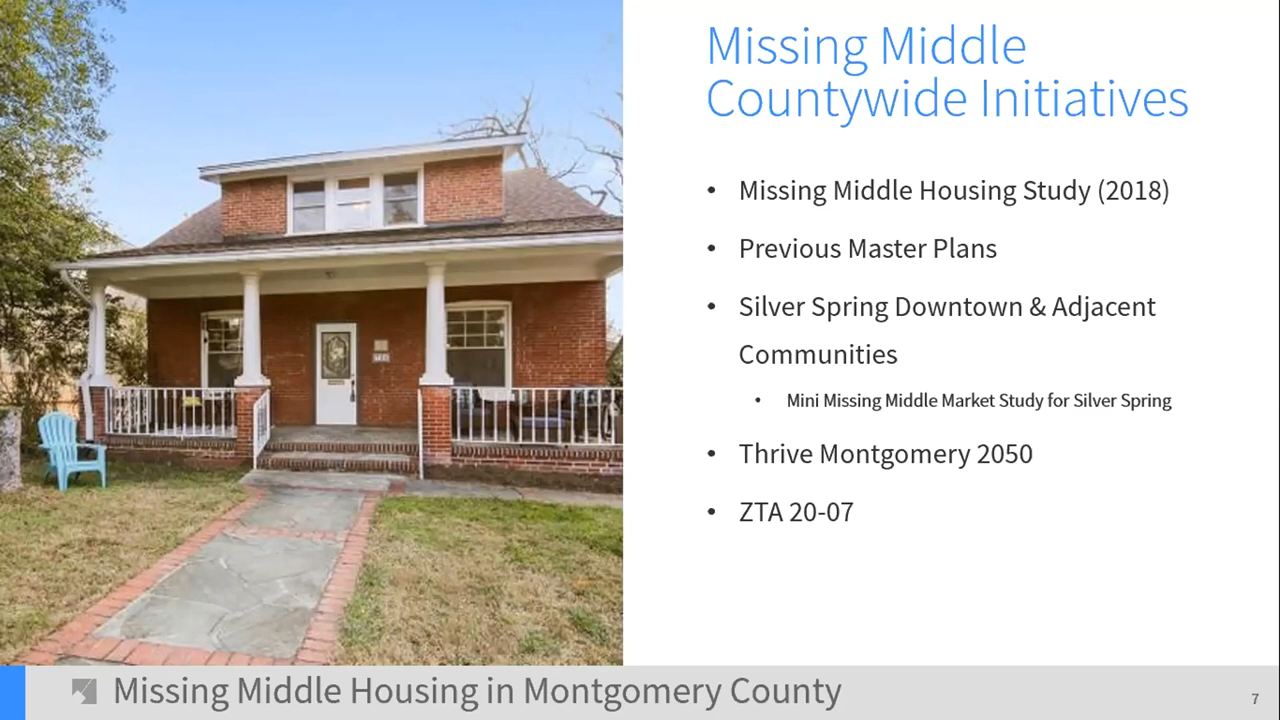 Missing Middle
Countywide Initiatives
• Missing Middle Housing Study (2018)
• Previous Master Plans
• Silver Spring Downtown & Adjacent
Communities
• Mini Missing Middle Market Study for Silver Spring
• Thrive Montgomery 2050
• ZTA 20-07
Missing Middle Housing in Montgomery County
7